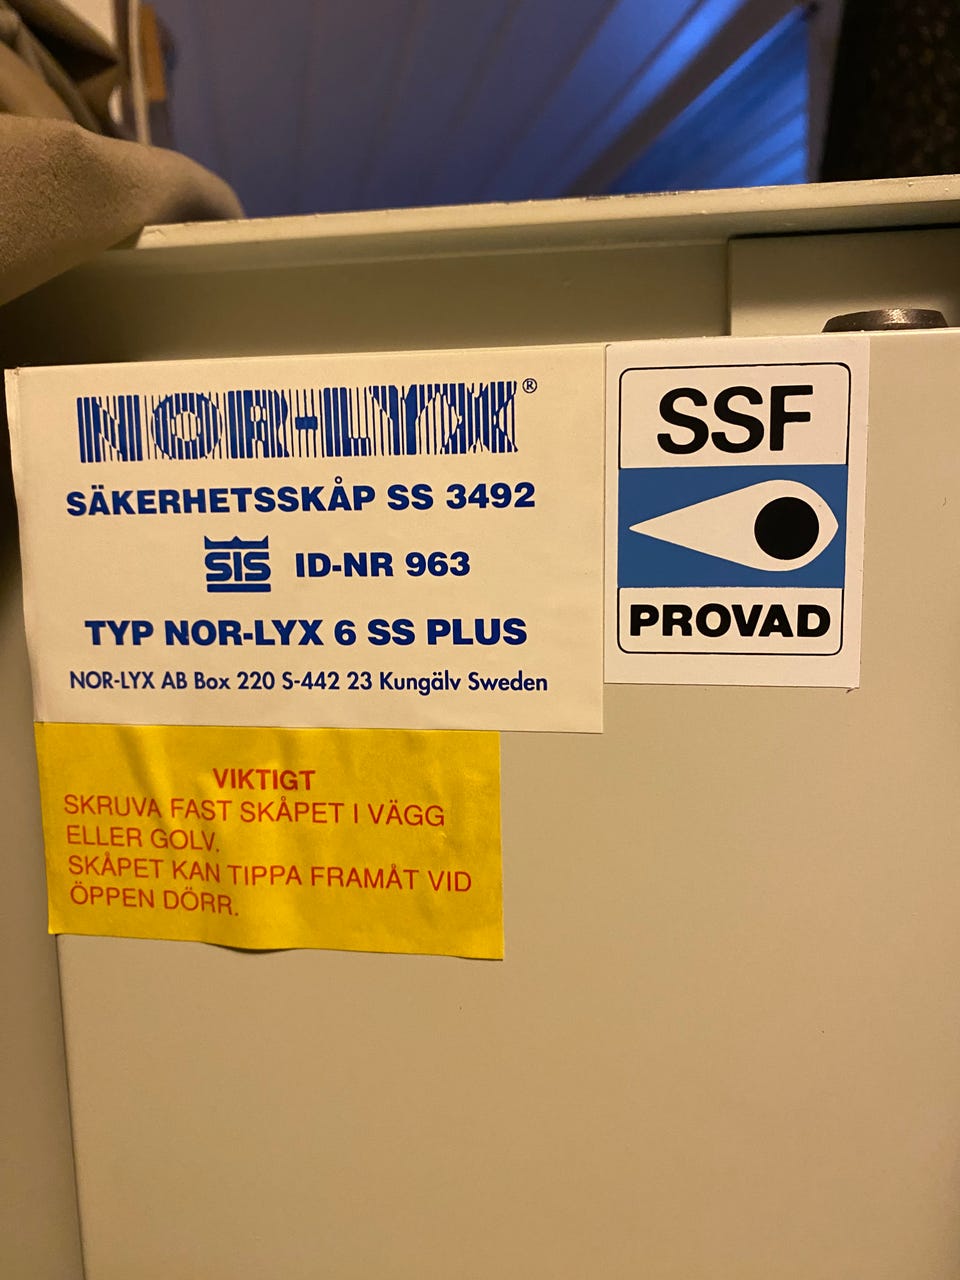 NOR-LYX®
SÄKERHETSSKÅP SS 3492
SIS ID-NR 963
TYP NOR-LYX 6 SS PLUS
NOR-LYX AB Box 220 S-442 23 Kungälv Sweden
SSF
PROVAD
VIKTIGT
SKRUVA FAST SKÅPET I VÄGG
ELLER GOLV.
SKÅPET KAN TIPPA FRAMÅT VID
ÖPPEN DÖRR.